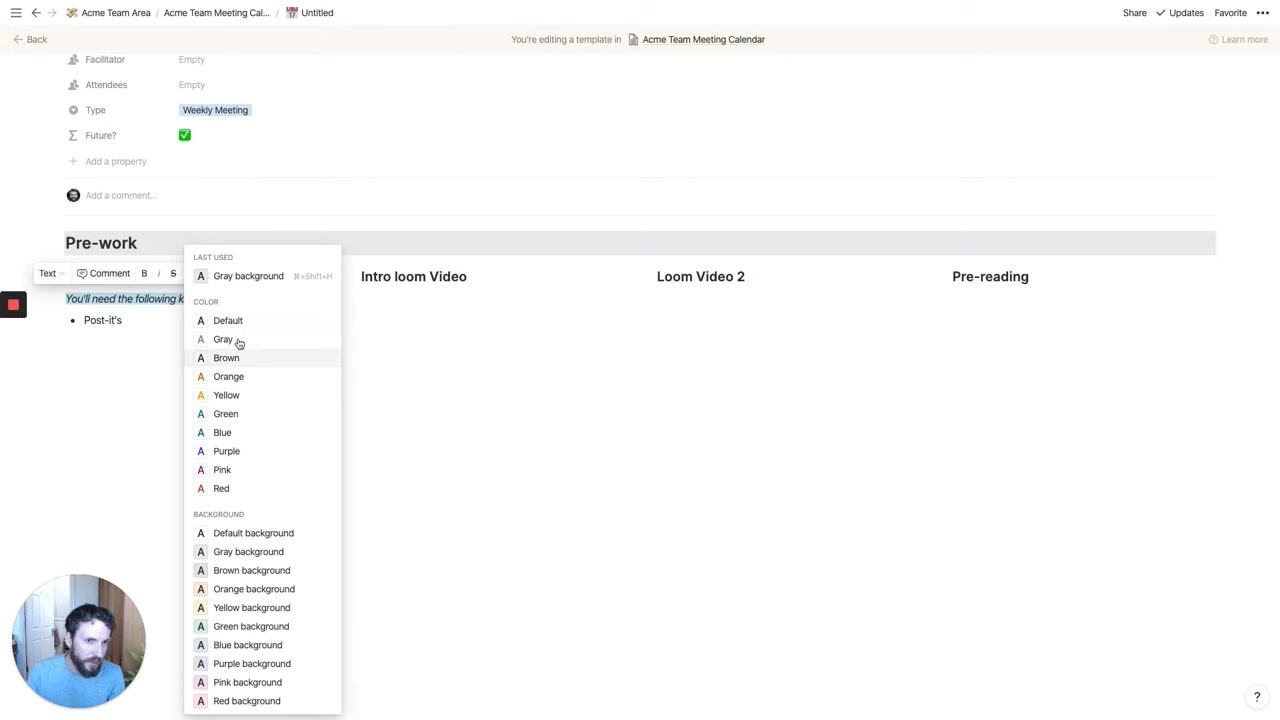 Acme Team Area / Acme Team Meeting Cal... / Untitled
Share Updates Favorite
Back You're editing a template in Acme Team Meeting Calendar Learn more
Facilitator Empty
Attendees Empty
Type Weekly Meeting
Future?
Add a property
Add a comment...
Pre-work
Text Comment B i S
Intro loom Video
Loom Video 2
Pre-reading
You'll need the following k
Post-it's
LAST USED
A Gray background ⌘+Shift+H
COLOR
A Default
A Gray
A Brown
A Orange
A Yellow
A Green
A Blue
A Purple
A Pink
A Red
BACKGROUND
A Default background
A Gray background
A Brown background
A Orange background
A Yellow background
A Green background
A Blue background
A Purple background
A Pink background
A Red background
?